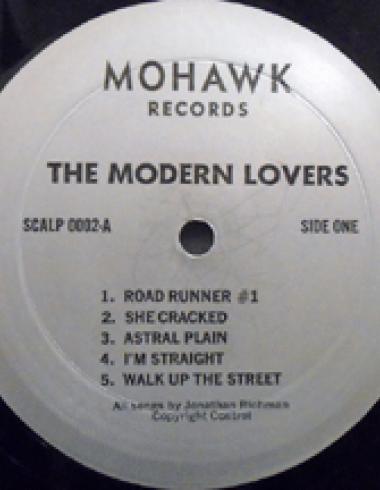 MOHAWK
RECORDS
THE MODERN LOVERS
SCALP 0002-A SIDE ONE
1. ROAD RUNNER #1
2. SHE CRACKED
3. ASTRAL PLAIN
4. I'M STRAIGHT
5. WALK UP THE STREET
All songs by Jonathan Richman
Copyright Control